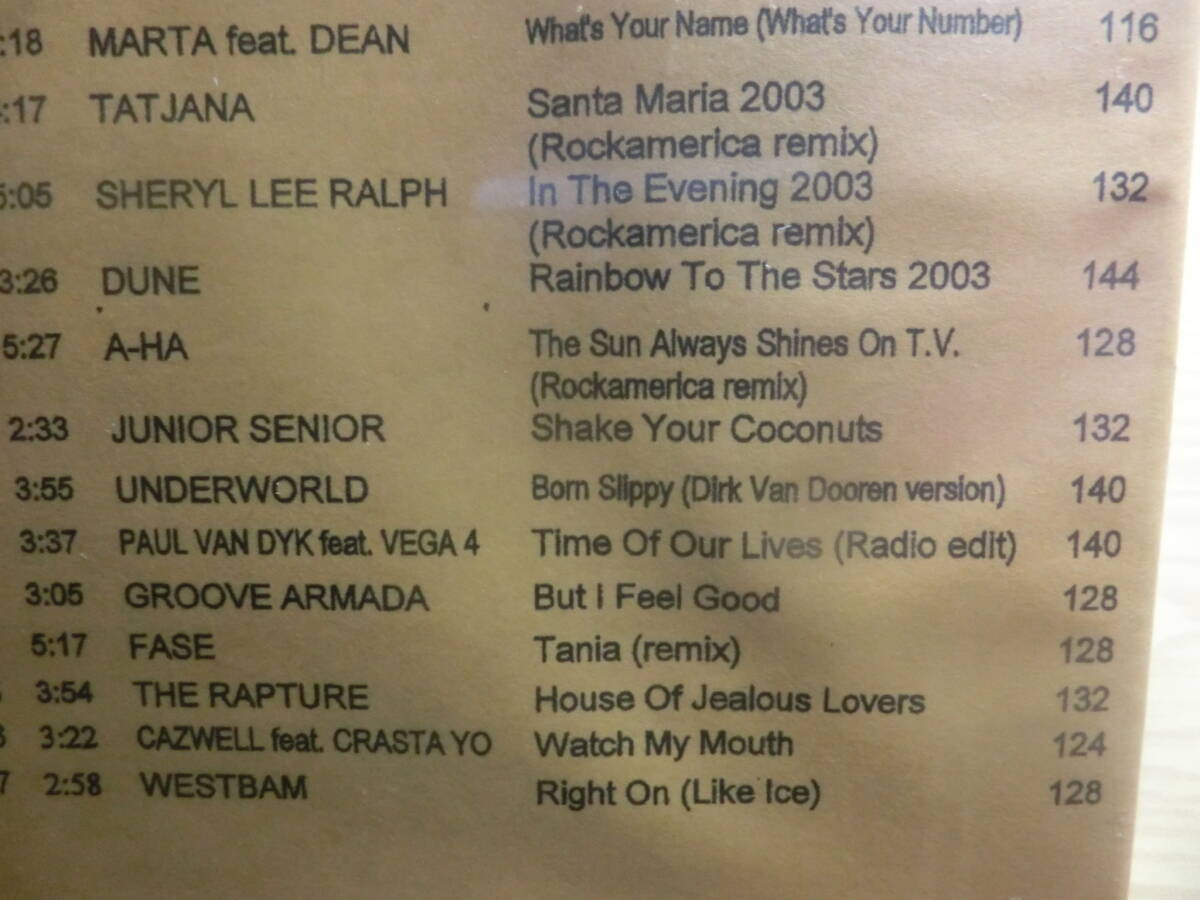 :18 MARTA feat. DEAN What's Your Name (What's Your Number) 116
:17 TATJANA Santa Maria 2003 140
(Rockamerica remix)
5:05 SHERYL LEE RALPH In The Evening 2003 132
(Rockamerica remix)
3:26 DUNE Rainbow To The Stars 2003 144
5:27 A-HA The Sun Always Shines On T.V. 128
(Rockamerica remix)
2:33 JUNIOR SENIOR Shake Your Coconuts 132
3:55 UNDERWORLD Born Slippy (Dirk Van Dooren version) 140
3:37 PAUL VAN DYK feat. VEGA 4 Time Of Our Lives (Radio edit) 140
3:05 GROOVE ARMADA But I Feel Good 128
5:17 FASE Tania (remix) 128
3:54 THE RAPTURE House Of Jealous Lovers 132
6 3:22 CAZWELL feat. CRASTA YO Watch My Mouth 124
7 2:58 WESTBAM Right On (Like Ice) 128